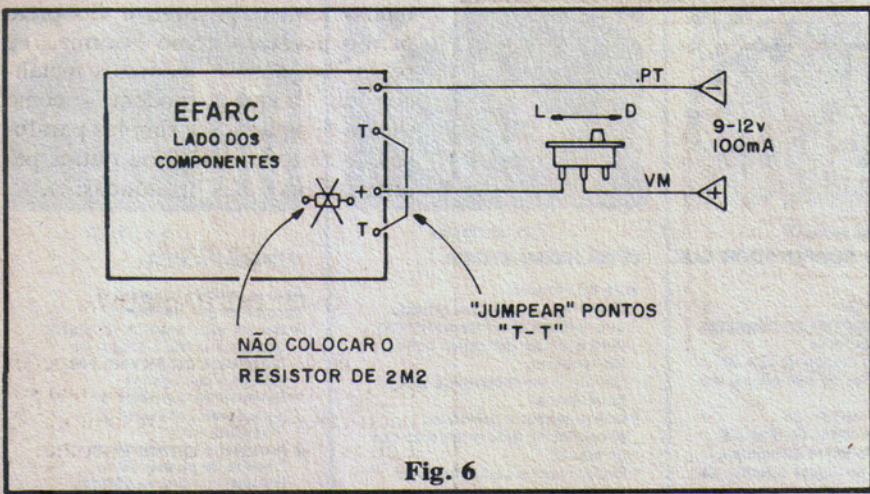 EFARC
LADO DOS
COMPONENTES
-
T
+
T
.PT
L D
-
9-12v
100mA
VM
+
"JUMPEAR" PONTOS
"T-T"
NÃO COLOCAR O
RESISTOR DE 2M2
Fig. 6